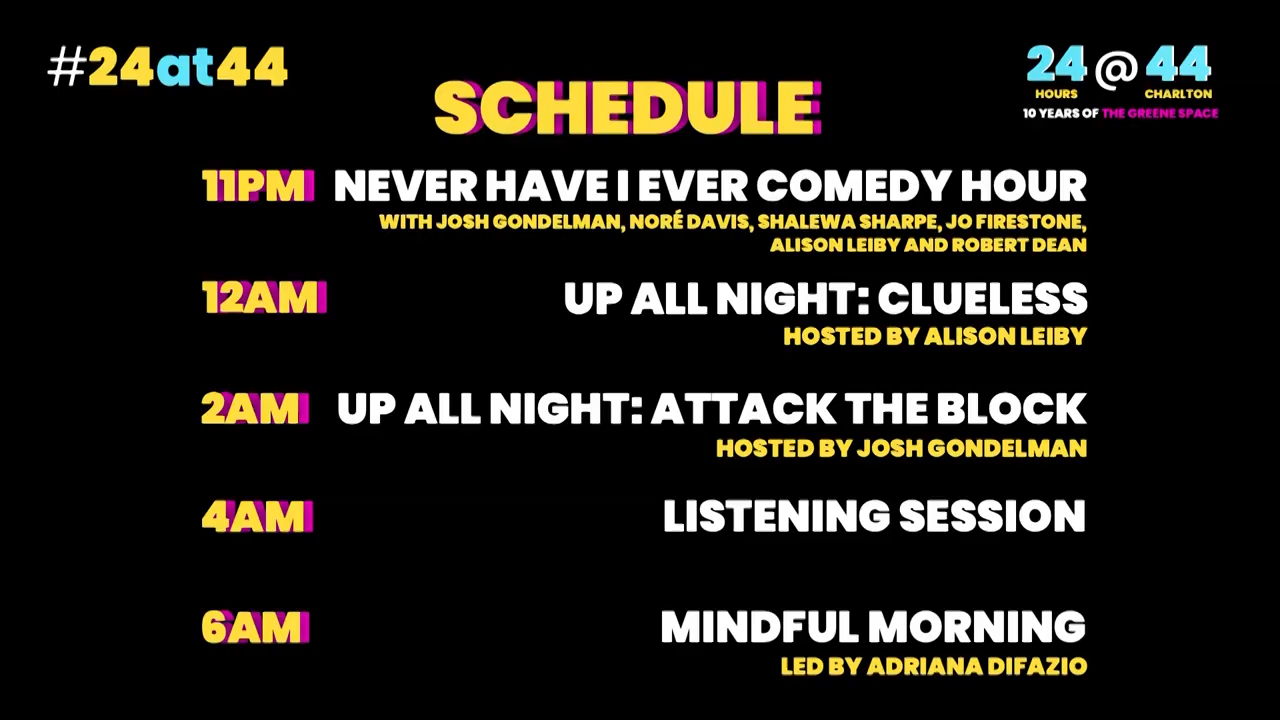 #24at44
24 @ 44
HOURS CHARLTON
10 YEARS OF THE GREENE SPACE
SCHEDULE
11PM NEVER HAVE I EVER COMEDY HOUR
WITH JOSH GONDELMAN, NORÉ DAVIS, SHALEWA SHARPE, JO FIRESTONE,
ALISON LEIBY AND ROBERT DEAN
12AM UP ALL NIGHT: CLUELESS
HOSTED BY ALISON LEIBY
2AM UP ALL NIGHT: ATTACK THE BLOCK
HOSTED BY JOSH GONDELMAN
4AM LISTENING SESSION
6AM MINDFUL MORNING
LED BY ADRIANA DIFAZIO